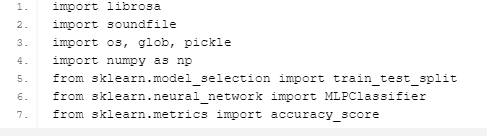 1. import librosa
2. import soundfile
3. import os, glob, pickle
4. import numpy as np
5. from sklearn.model_selection import train_test_split
6. from sklearn.neural_network import MLPClassifier
7. from sklearn.metrics import accuracy_score